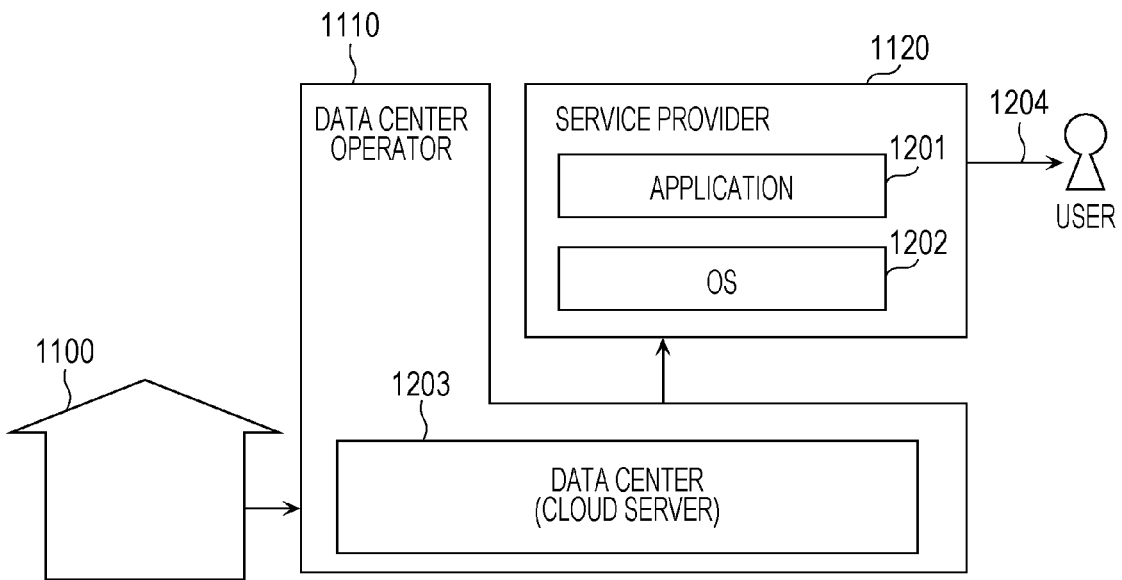 1110
1120
DATA CENTER
OPERATOR
SERVICE PROVIDER
1204
1201
APPLICATION
USER
1202
OS
1100
1203
DATA CENTER
(CLOUD SERVER)